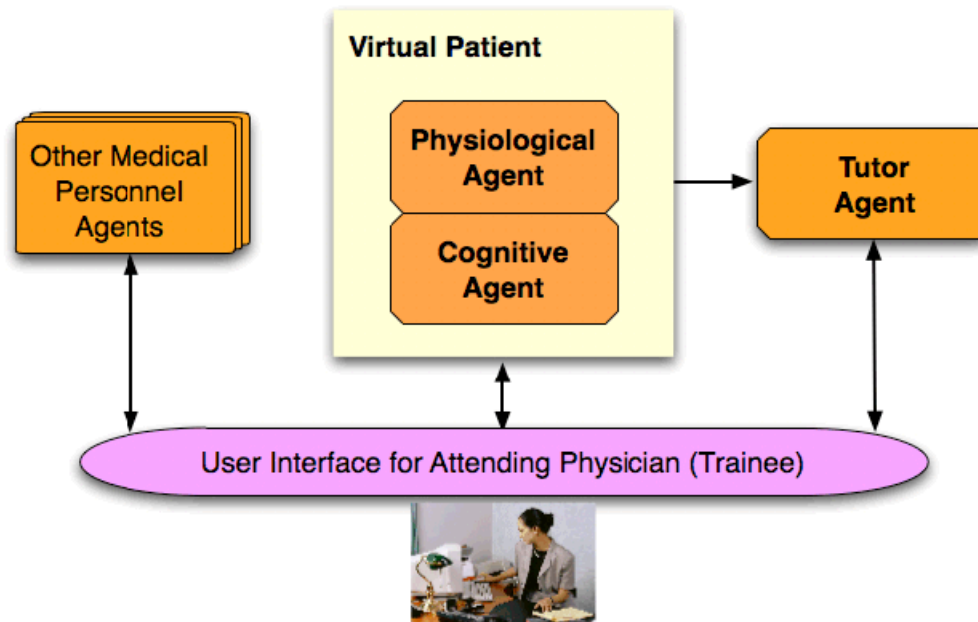 Virtual Patient
Other Medical
Personnel
Agents
Physiological
Agent
Cognitive
Agent
Tutor
Agent
User Interface for Attending Physician (Trainee)